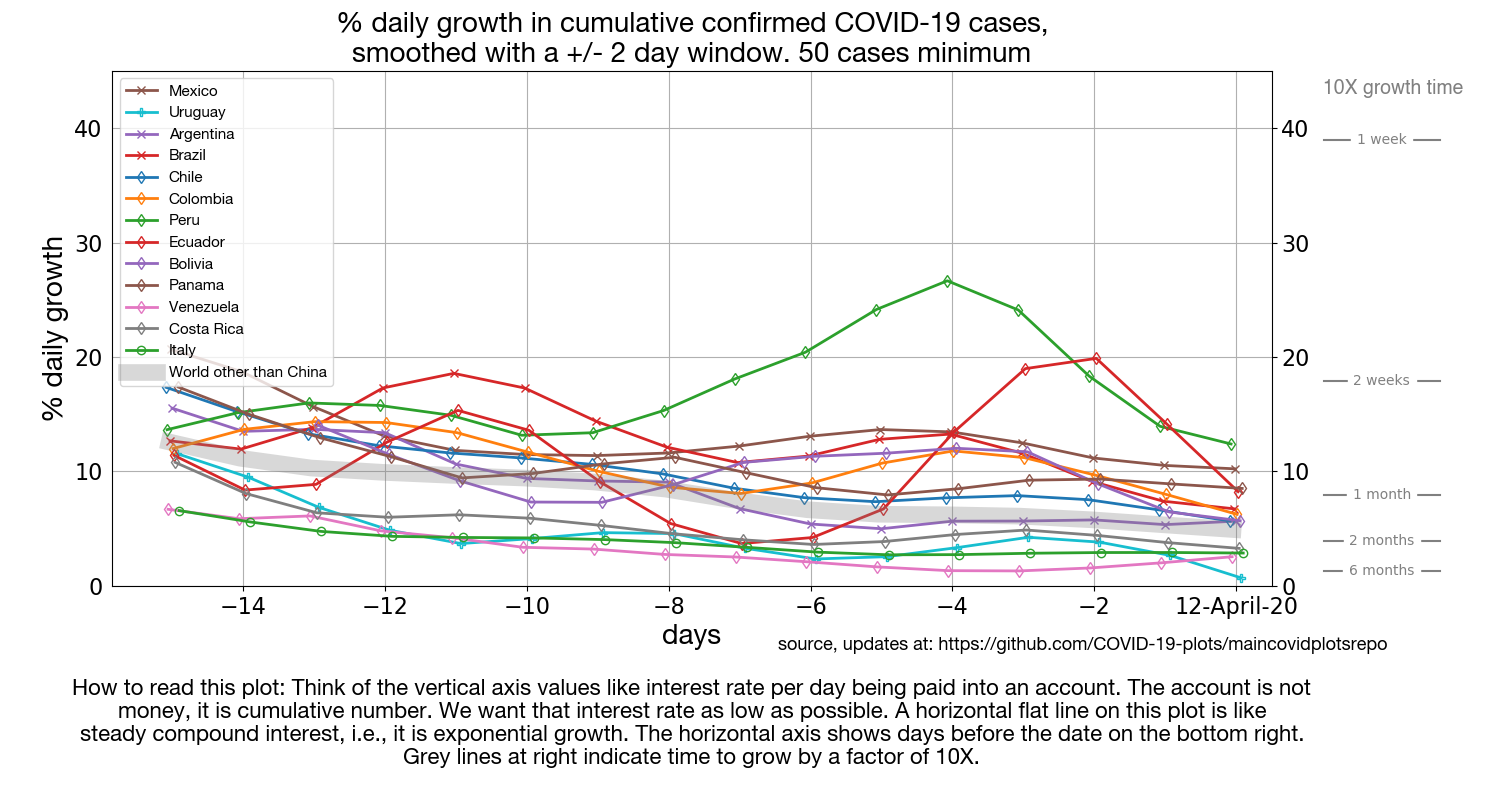 % daily growth in cumulative confirmed COVID-19 cases,
smoothed with a +/- 2 day window. 50 cases minimum
10X growth time
Mexico
Uruguay
Argentina
Brazil
Chile
Colombia
Peru
Ecuador
Bolivia
Panama
Venezuela
Costa Rica
Italy
World other than China
% daily growth
40
30
20
10
0
40
30
20
10
0
1 week
2 weeks
1 month
2 months
6 months
−14
−12
−10
−8
−6
−4
−2
12-April-20
days
source, updates at: https://github.com/COVID-19-plots/maincovidplotsrepo
How to read this plot: Think of the vertical axis values like interest rate per day being paid into an account. The account is not
money, it is cumulative number. We want that interest rate as low as possible. A horizontal flat line on this plot is like
steady compound interest, i.e., it is exponential growth. The horizontal axis shows days before the date on the bottom right.
Grey lines at right indicate time to grow by a factor of 10X.